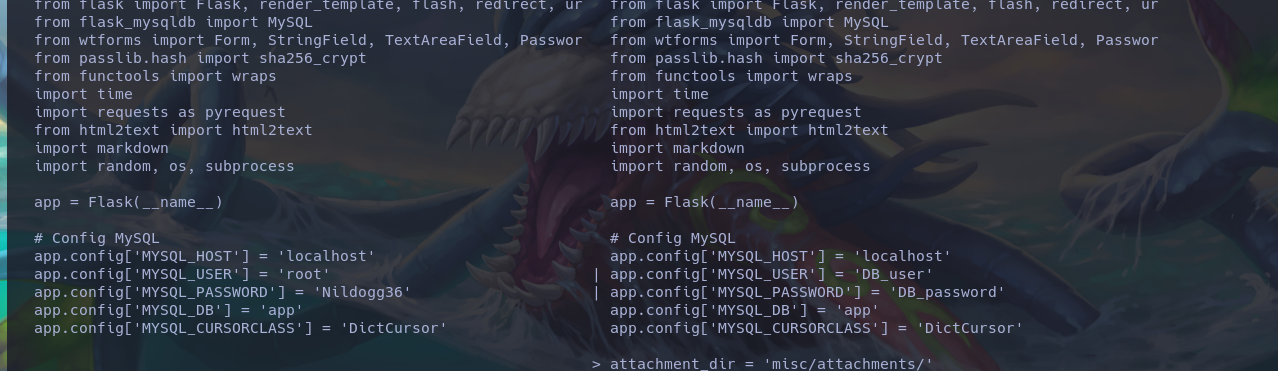 from flask import Flask, render_template, flash, redirect, ur from flask import Flask, render_template, flash, redirect, ur
from flask_mysqldb import MySQL from flask_mysqldb import MySQL
from wtforms import Form, StringField, TextAreaField, Passwor from wtforms import Form, StringField, TextAreaField, Passwor
from passlib.hash import sha256_crypt from passlib.hash import sha256_crypt
from functools import wraps from functools import wraps
import time import time
import requests as pyrequest import requests as pyrequest
from html2text import html2text from html2text import html2text
import markdown import markdown
import random, os, subprocess import random, os, subprocess
app = Flask(__name__) app = Flask(__name__)
# Config MySQL # Config MySQL
app.config['MYSQL_HOST'] = 'localhost' app.config['MYSQL_HOST'] = 'localhost'
app.config['MYSQL_USER'] = 'root' | app.config['MYSQL_USER'] = 'DB_user'
app.config['MYSQL_PASSWORD'] = 'Nildogg36' | app.config['MYSQL_PASSWORD'] = 'DB_password'
app.config['MYSQL_DB'] = 'app' app.config['MYSQL_DB'] = 'app'
app.config['MYSQL_CURSORCLASS'] = 'DictCursor' app.config['MYSQL_CURSORCLASS'] = 'DictCursor'
> attachment_dir = 'misc/attachments/'